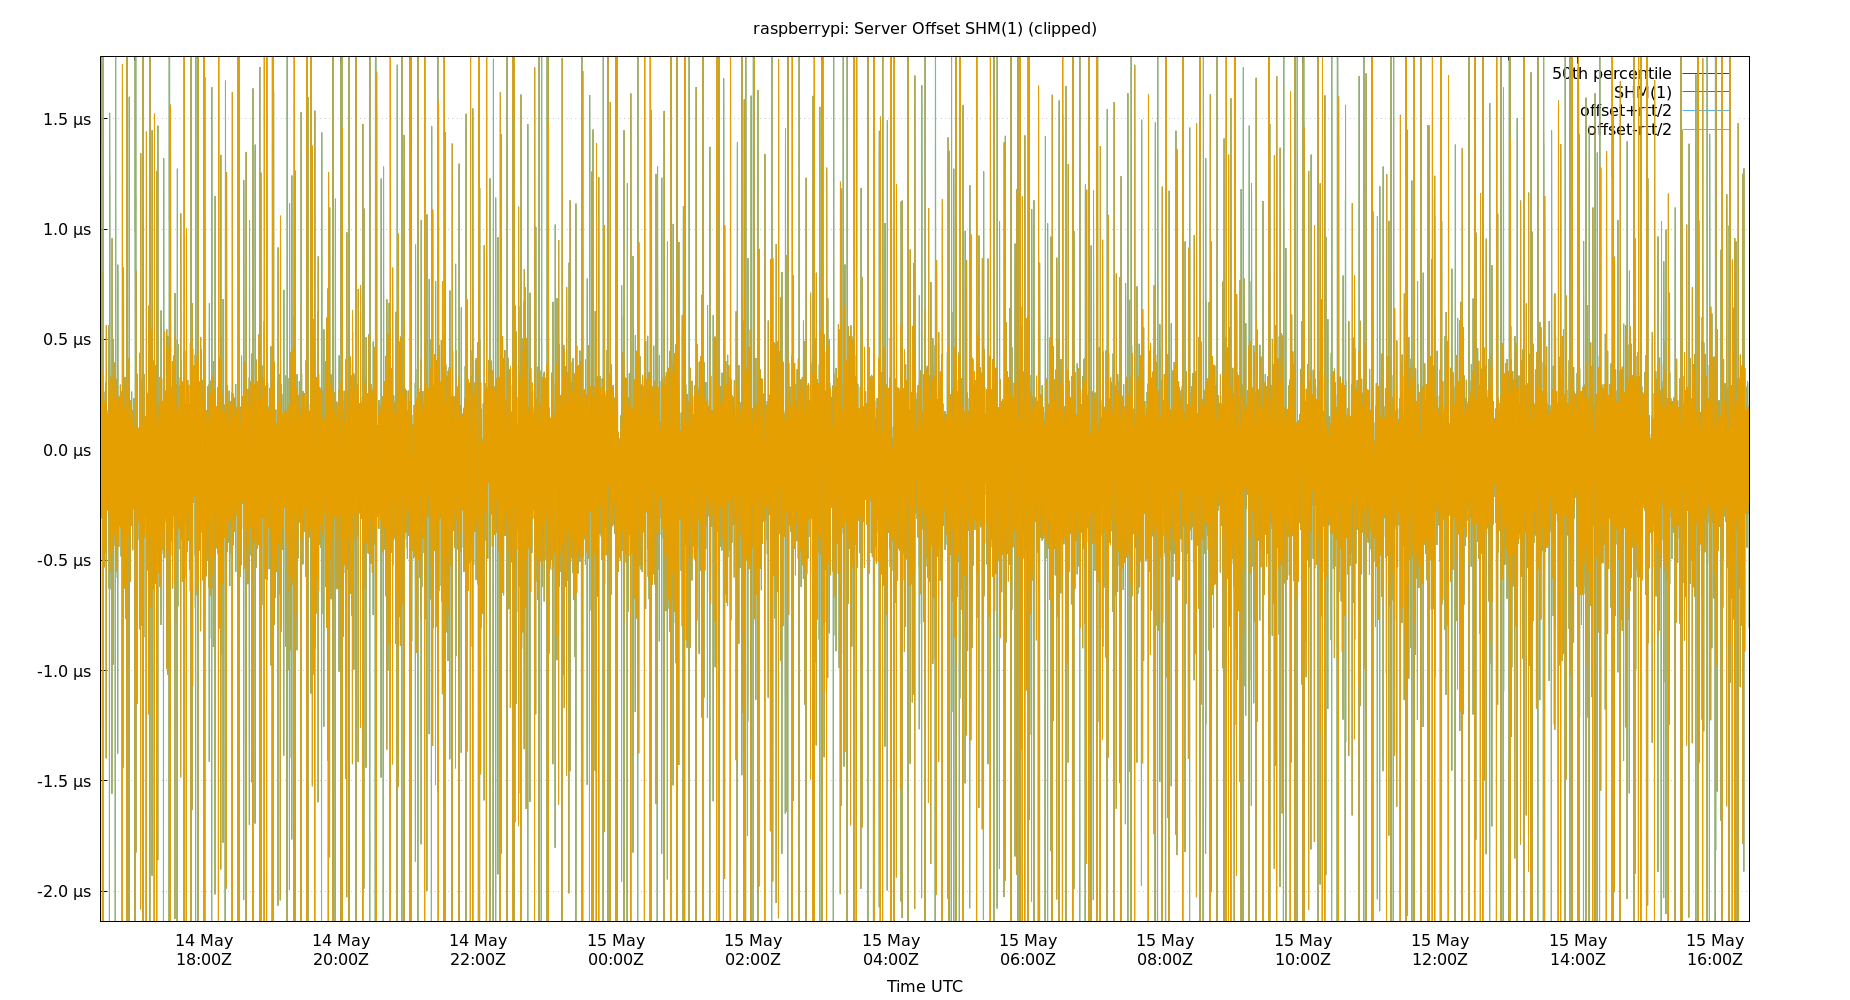 raspberrypi: Server Offset SHM(1) (clipped)
50th percentile
SHM(1)
offset+rtt/2
offset-rtt/2
1.5 µs
1.0 µs
0.5 µs
0.0 µs
-0.5 µs
-1.0 µs
-1.5 µs
-2.0 µs
14 May 14 May 14 May 15 May 15 May 15 May 15 May 15 May 15 May 15 May 15 May 15 May
18:00Z 20:00Z 22:00Z 00:00Z 02:00Z 04:00Z 06:00Z 08:00Z 10:00Z 12:00Z 14:00Z 16:00Z
Time UTC